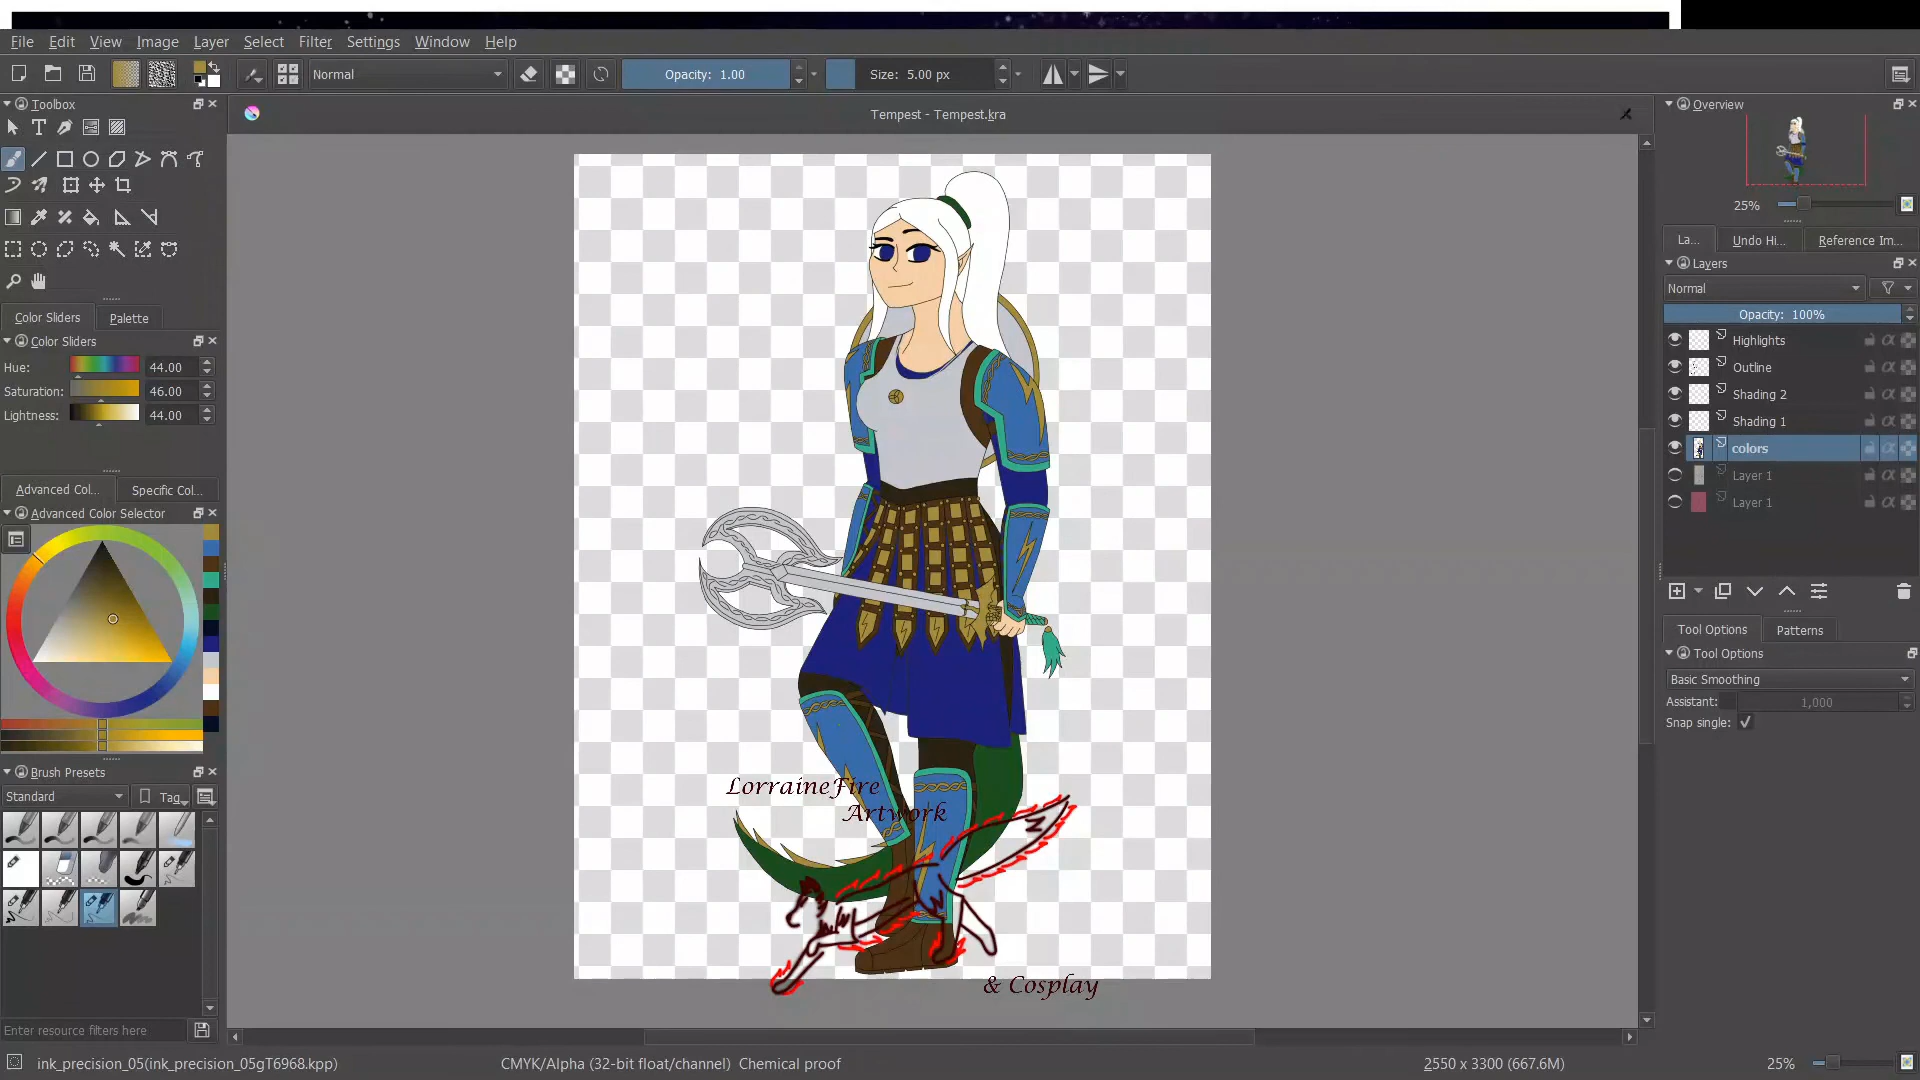 File Edit View Image Layer Select Filter Settings Window Help
Normal Opacity: 1.00 Size: 5.00 px
Toolbox
Tempest - Tempest.kra
Overview
25%
La... Undo Hi... Reference Im...
Layers
Normal
Opacity: 100%
Highlights
Outline
Shading 2
Shading 1
colors
Layer 1
Layer 1
Color Sliders Palette
Color Sliders
Hue: 44.00
Saturation: 46.00
Lightness: 44.00
Advanced Col... Specific Col...
Advanced Color Selector
Tool Options Patterns
Tool Options
Basic Smoothing
Assistant: 1,000
Snap single:
Brush Presets
Standard Tag
LorraineFire
Artwork
& Cosplay
Enter resource filters here
ink_precision_05(ink_precision_05gT6968.kpp) CMYK/Alpha (32-bit float/channel) Chemical proof 2550 x 3300 (667.6M) 25%